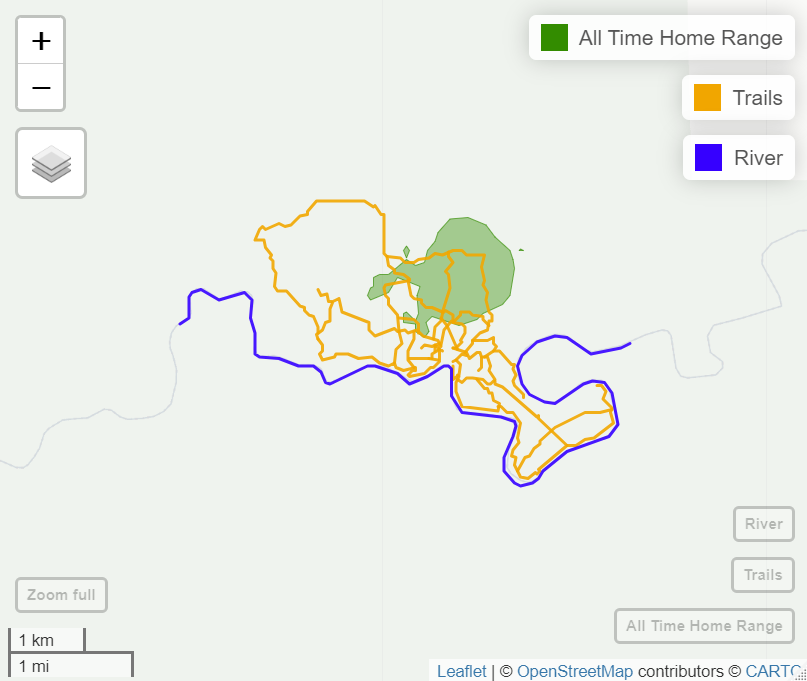 +
All Time Home Range
−
Trails
River
River
Trails
Zoom full
All Time Home Range
1 km
1 mi
Leaflet | © OpenStreetMap contributors © CARTO